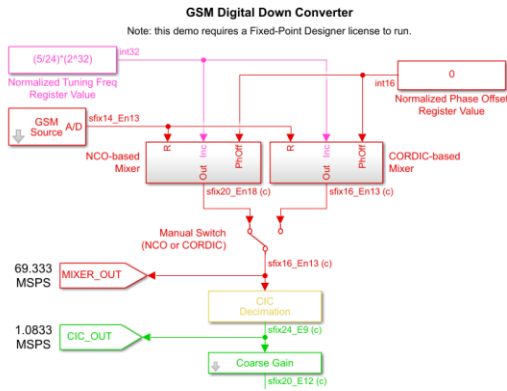 GSM Digital Down Converter
Note: this demo requires a Fixed-Point Designer license to run.
(5/24)*(2^32)
int32
Normalized Tuning Freq
Register Value
0
int16
Normalized Phase Offset
Register Value
GSM
Source
A/D
sfix14_En13
R
Inc
PhOff
Out
NCO-based
Mixer
R
Inc
PhOff
Out
CORDIC-based
Mixer
sfix20_En18 (c)
sfix16_En13 (c)
Manual Switch
(NCO or CORDIC)
sfix16_En13 (c)
69.333
MSPS
MIXER_OUT
CIC
Decimation
sfix24_E9 (c)
1.0833
MSPS
CIC_OUT
Coarse Gain
sfix20_E12 (c)